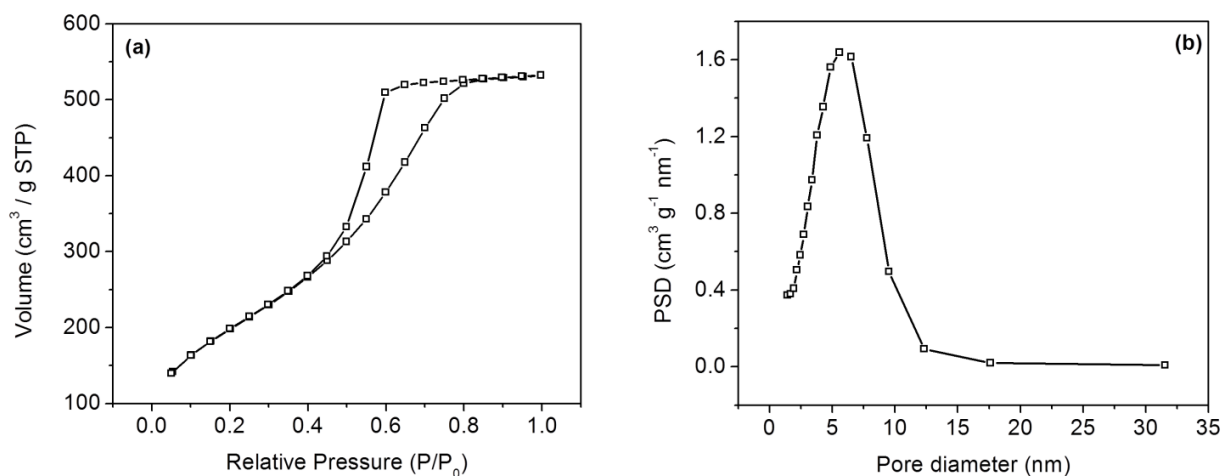 (a)
Volume (cm³ / g STP)
600
500
400
300
200
100
0.0 0.2 0.4 0.6 0.8 1.0
Relative Pressure (P/P₀)
(b)
PSD (cm³ g⁻¹ nm⁻¹)
1.6
1.2
0.8
0.4
0.0
0 5 10 15 20 25 30 35
Pore diameter (nm)